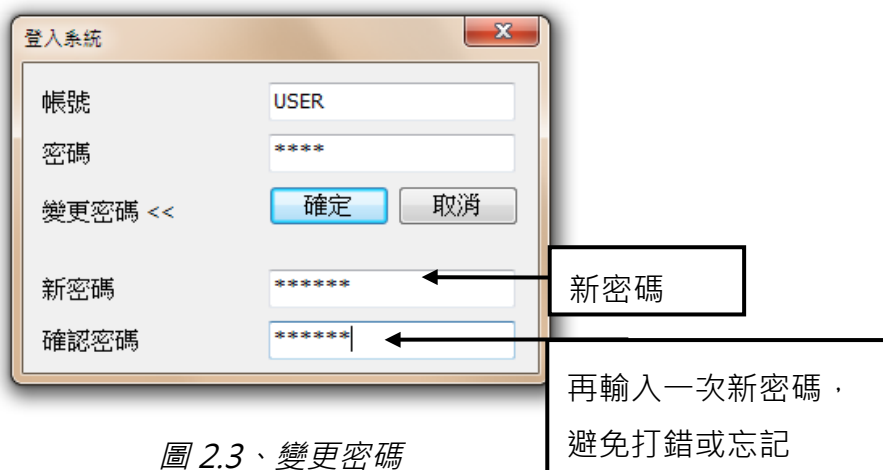 登入系統
帳號 USER
密碼 ****
變更密碼 << 確定 取消
新密碼 ******
新密碼
確認密碼 ******
再輸入一次新密碼，
避免打錯或忘記
圖 2.3、變更密碼